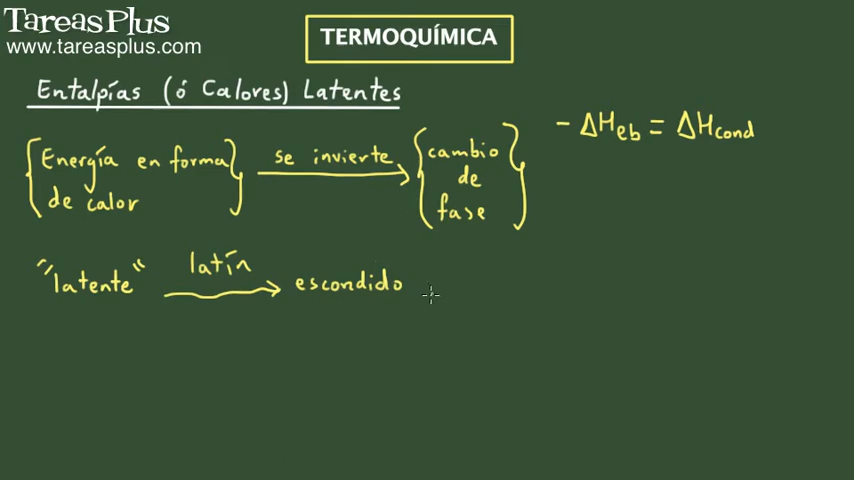 TareasPlus
www.tareasplus.com
TERMOQUÍMICA
Entalpías (ó Calores) Latentes
{Energía en forma de calor} se invierte → {cambio de fase}
- ΔHeb = ΔHcond
"latente" latín → escondido